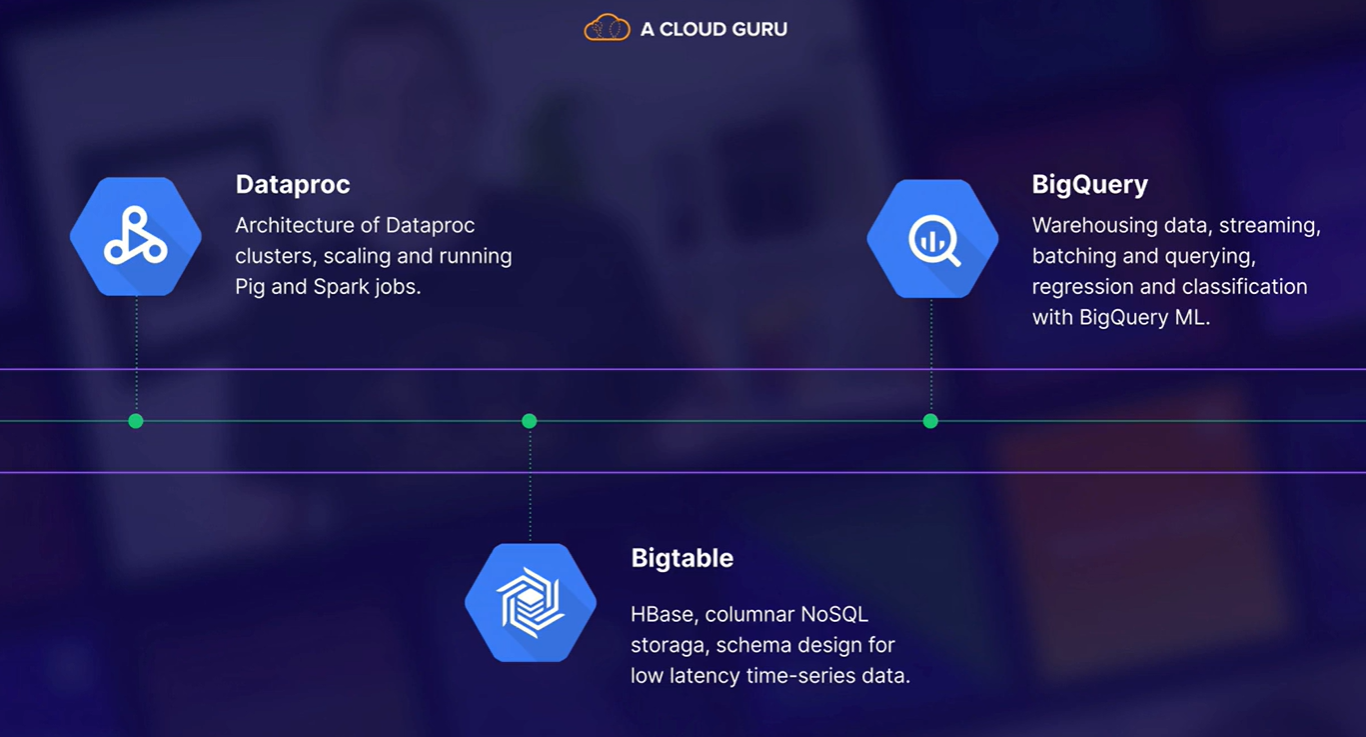 A CLOUD GURU
Dataproc
Architecture of Dataproc
clusters, scaling and running
Pig and Spark jobs.
BigQuery
Warehousing data, streaming,
batching and querying,
regression and classification
with BigQuery ML.
Bigtable
HBase, columnar NoSQL
storaga, schema design for
low latency time-series data.